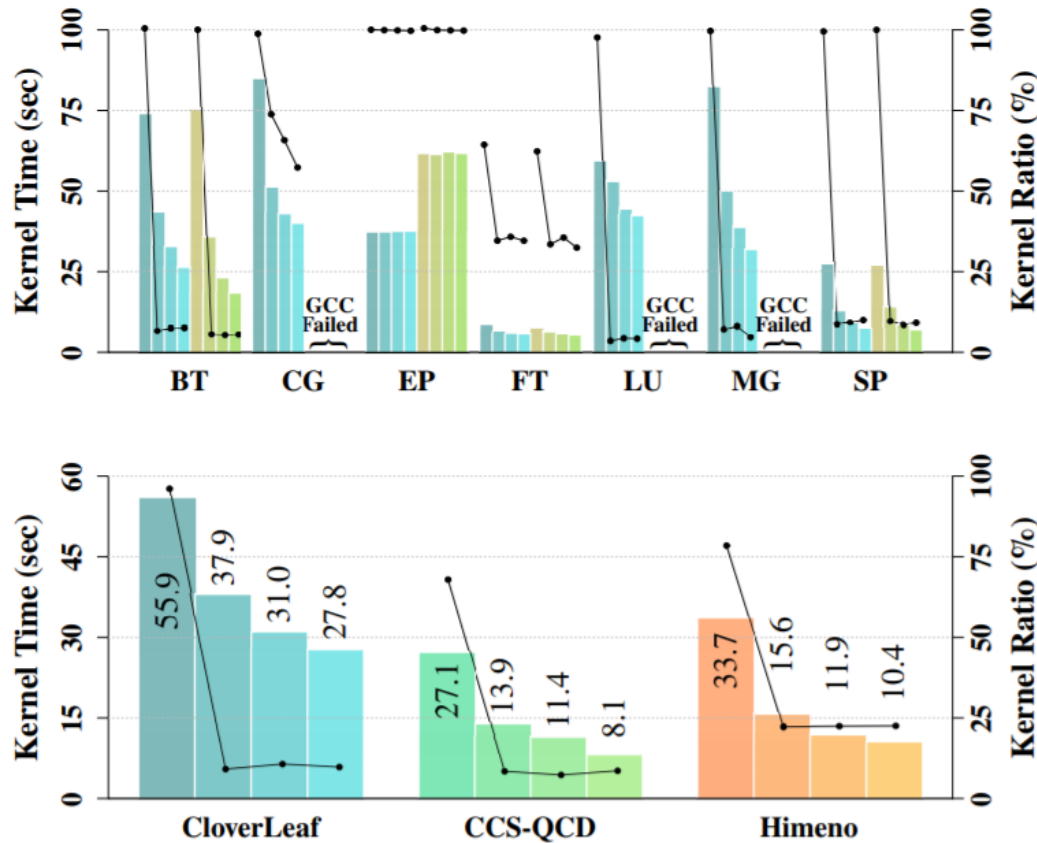 Kernel Time (sec)
100
75
50
25
0
GCC
Failed
GCC
Failed
GCC
Failed
BT CG EP FT LU MG SP
100
75
50
25
0
Kernel Ratio (%)
Kernel Time (sec)
60
45
30
15
0
55.9
37.9
31.0
27.8
27.1
13.9
11.4
8.1
33.7
15.6
11.9
10.4
CloverLeaf CCS-QCD Himeno
100
75
50
25
0
Kernel Ratio (%)